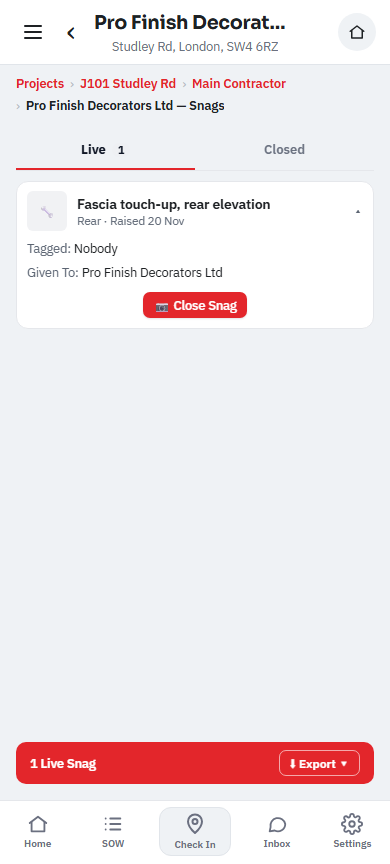 Pro Finish Decorat...
Studley Rd, London, SW4 6RZ
Projects › J101 Studley Rd › Main Contractor
› Pro Finish Decorators Ltd — Snags
Live 1
Closed
Fascia touch-up, rear elevation
Rear · Raised 20 Nov
Tagged: Nobody
Given To: Pro Finish Decorators Ltd
Close Snag
1 Live Snag
Export
Home
SOW
Check In
Inbox
Settings